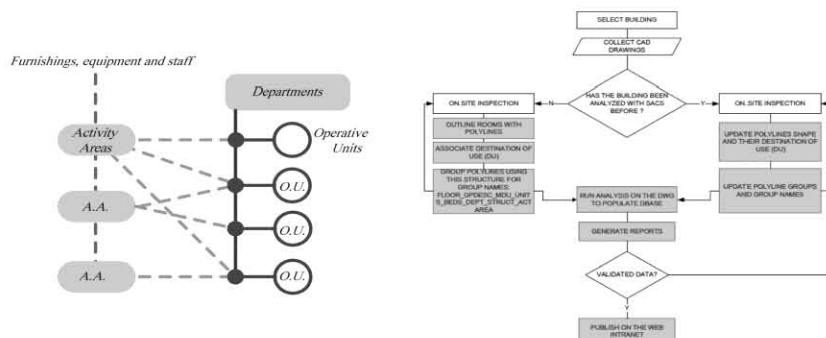 Furnishings, equipment and staff
Departments
Activity
Areas
Operative
Units
O.U.
A.A.
O.U.
A.A.
O.U.
SELECT BUILDING
COLLECT CAD
DRAWINGS
HAS THE BUILDING BEEN
ANALYZED WITH SACS
BEFORE ?
N
Y
ON.SITE INSPECTION
OUTLINE ROOMS WITH
POLYLINES
ASSOCIATE DESTINATION
OF USE (DU)
GROUP POLYLINES USING
THIS STRUCTURE FOR
GROUP NAMES:
FLOOR_GPDESC_MDU_UNIT
S_BEDS_DEPT_STRUCT_ACT
AREA
ON.SITE INSPECTION
UPDATE POLYLINES SHAPE
AND THEIR DESTINATION OF
USE (DU)
UPDATE POLYLINE GROUPS
AND GROUP NAMES
RUN ANALYSIS ON THE DWG
TO POPULATE DBASE
GENERATE REPORTS
VALIDATED DATA?
Y
PUBLISH ON THE WEB
INTRANET